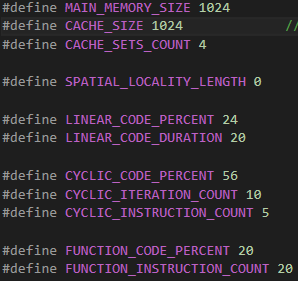 #define MAIN_MEMORY_SIZE 1024
#define CACHE_SIZE 1024 //
#define CACHE_SETS_COUNT 4
#define SPATIAL_LOCALITY_LENGTH 0
#define LINEAR_CODE_PERCENT 24
#define LINEAR_CODE_DURATION 20
#define CYCLIC_CODE_PERCENT 56
#define CYCLIC_ITERATION_COUNT 10
#define CYCLIC_INSTRUCTION_COUNT 5
#define FUNCTION_CODE_PERCENT 20
#define FUNCTION_INSTRUCTION_COUNT 20